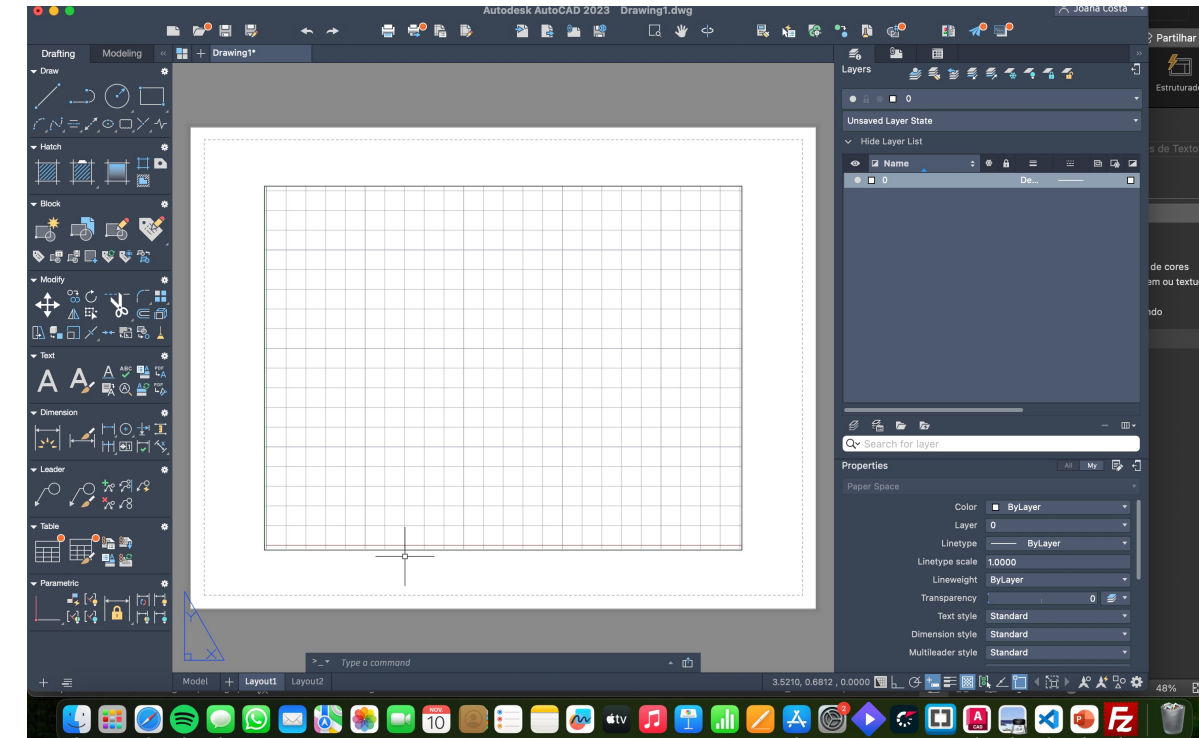 Autodesk AutoCAD 2023 Drawing1.dwg
Joana Costa
Partilhar
Drafting Modeling Drawing1*
Estruturado
Draw
Hatch
Block
Modify
Text
Dimension
Leader
Table
Parametric
Layers
0
Unsaved Layer State
Hide Layer List
Name
0 De...
s de Texto
de cores
em ou textu
ndo
Search for layer
Properties All My
Paper Space
Color ByLayer
Layer 0
Linetype ByLayer
Linetype scale 1.0000
Lineweight ByLayer
Transparency 0
Text style Standard
Dimension style Standard
Multileader style Standard
Y
X
>_ Type a command
Model Layout1 Layout2
3.5210, 0.6812 , 0.0000
48%
NOV.
10
tv
2
A
CAD
P
Fz